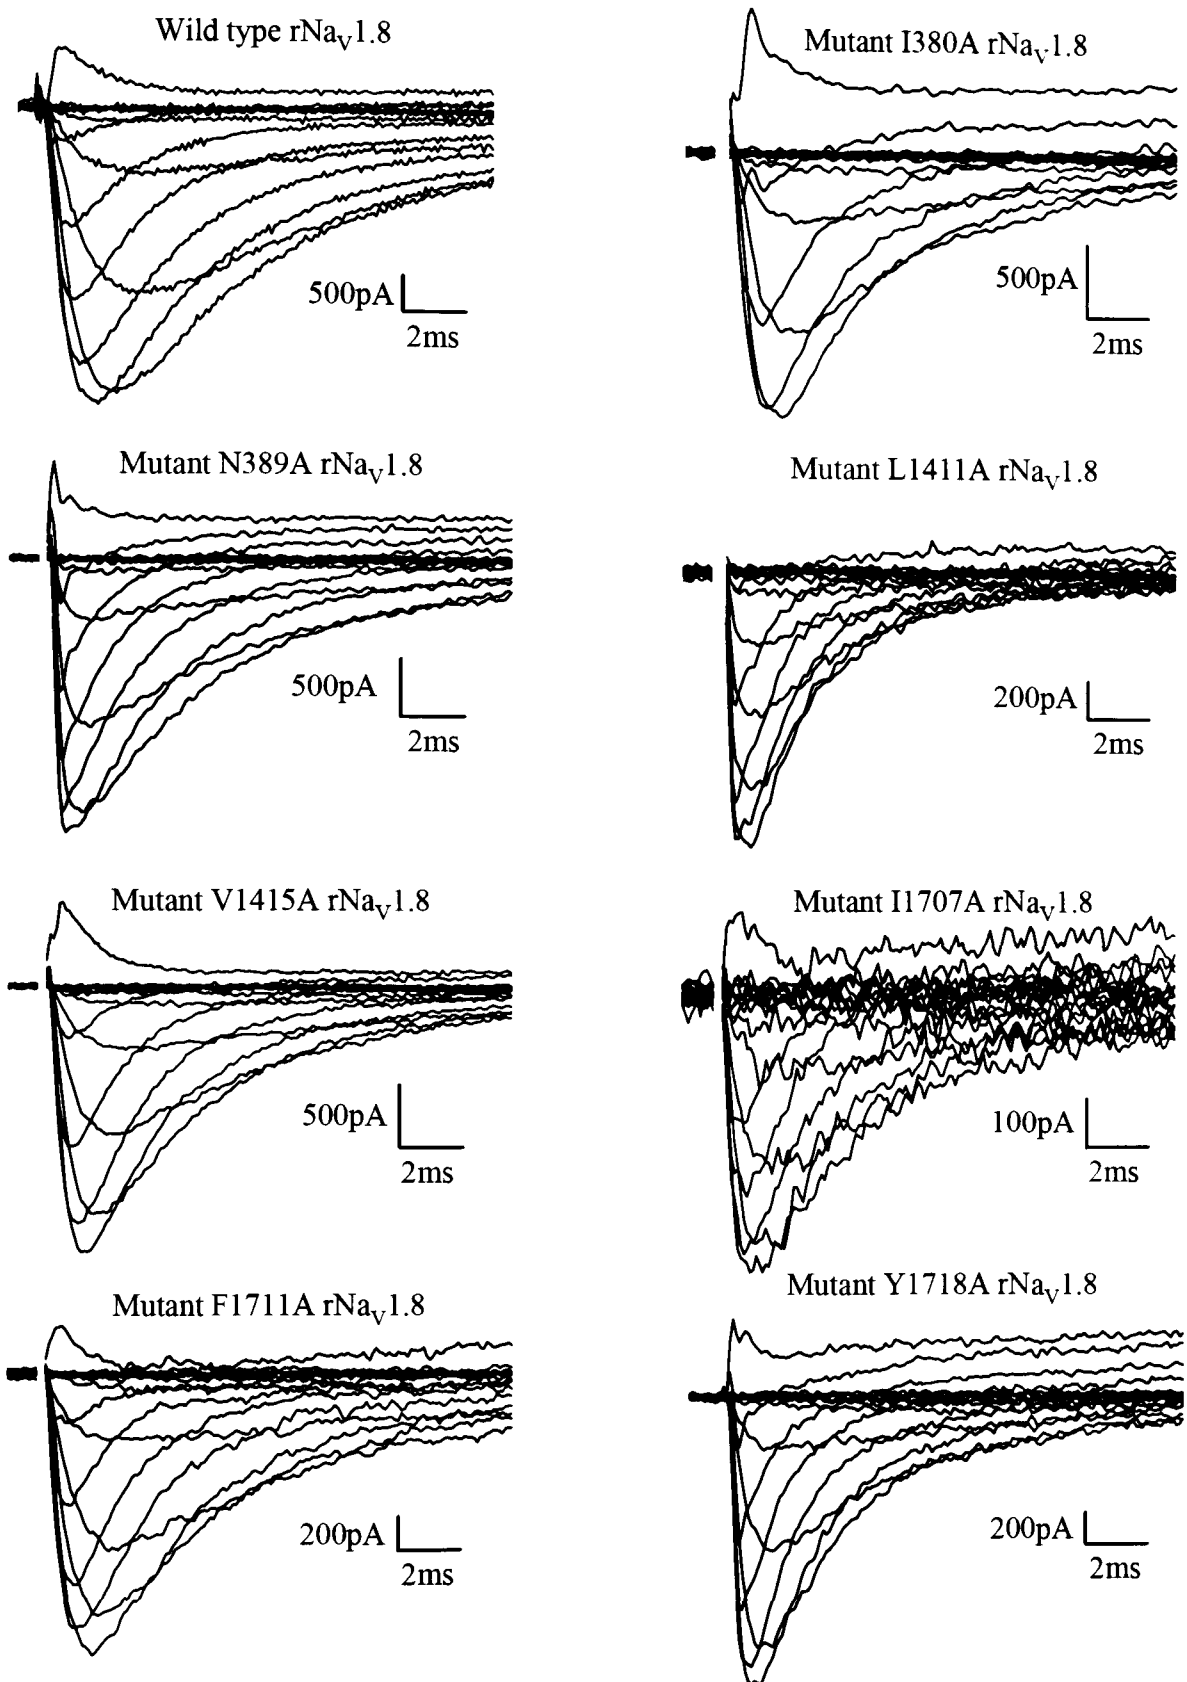 Wild type rNaV1.8
500pA
2ms
Mutant I380A rNaV1.8
500pA
2ms
Mutant N389A rNaV1.8
500pA
2ms
Mutant L1411A rNaV1.8
200pA
2ms
Mutant V1415A rNaV1.8
500pA
2ms
Mutant I1707A rNaV1.8
100pA
2ms
Mutant F1711A rNaV1.8
200pA
2ms
Mutant Y1718A rNaV1.8
200pA
2ms